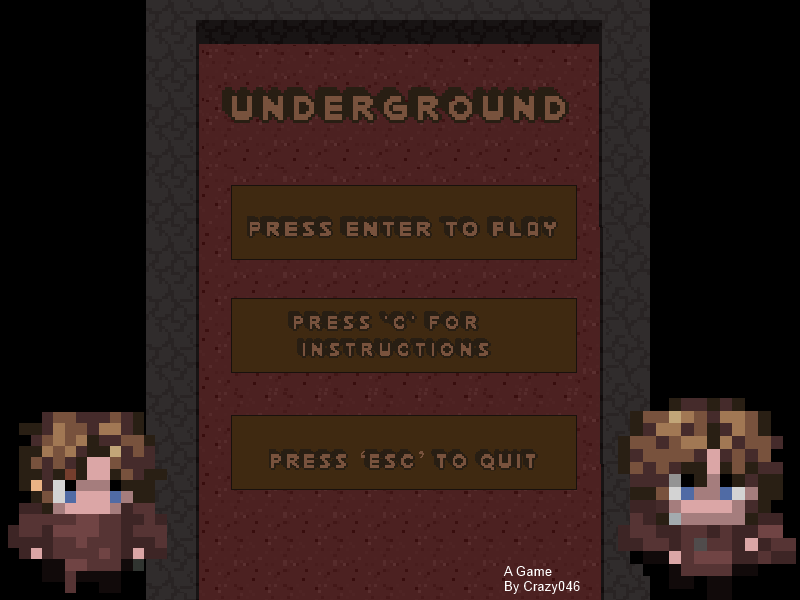 UNDERGROUND
PRESS ENTER TO PLAY
PRESS 'C' FOR
INSTRUCTIONS
PRESS 'ESC' TO QUIT
A Game
By Crazy046